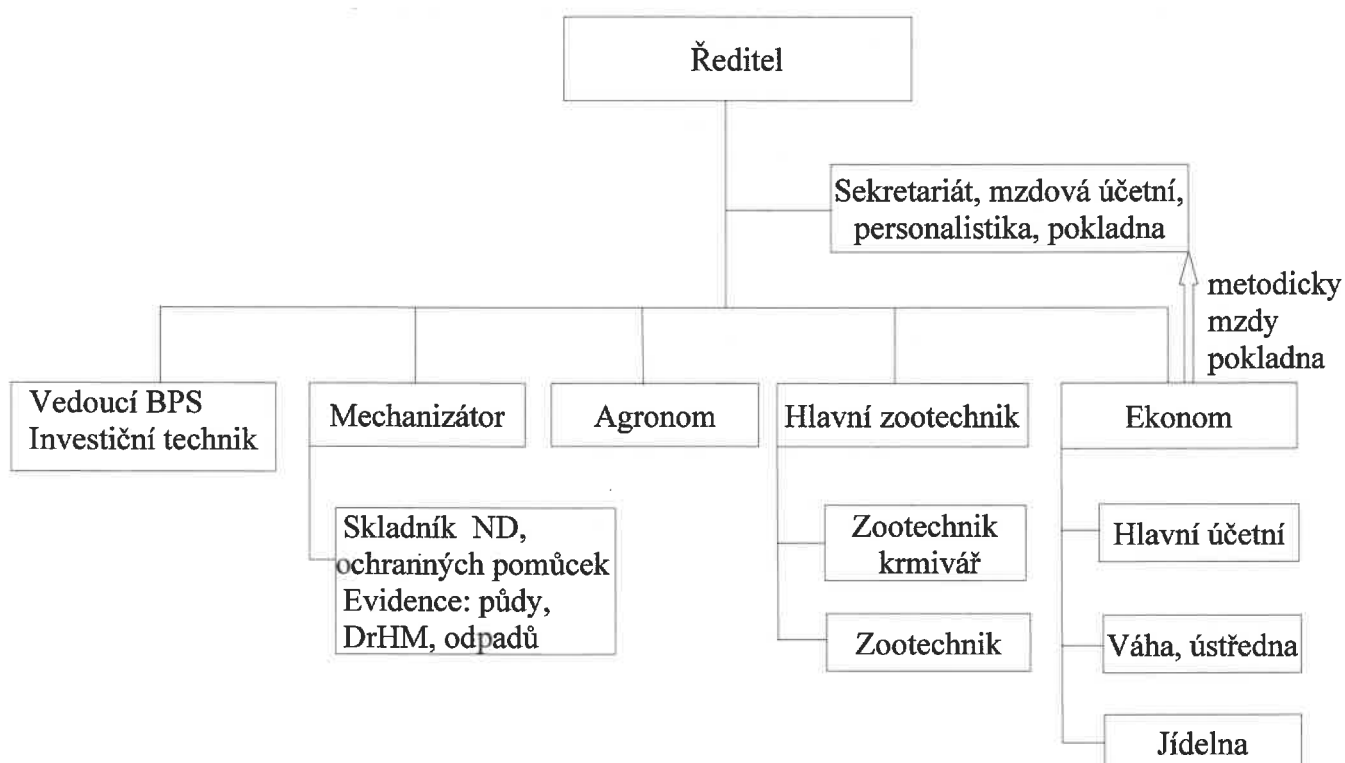 Ředitel
Sekretariát, mzdová účetní,
personalistika, pokladna
metodicky
mzdy
pokladna
Vedoucí BPS
Investiční technik
Mechanizátor
Agronom
Hlavní zootechnik
Ekonom
Skladník ND,
ochranných pomůcek
Evidence: půdy,
DrHM, odpadů
Zootechnik
krmivář
Zootechnik
Hlavní účetní
Váha, ústředna
Jídelna